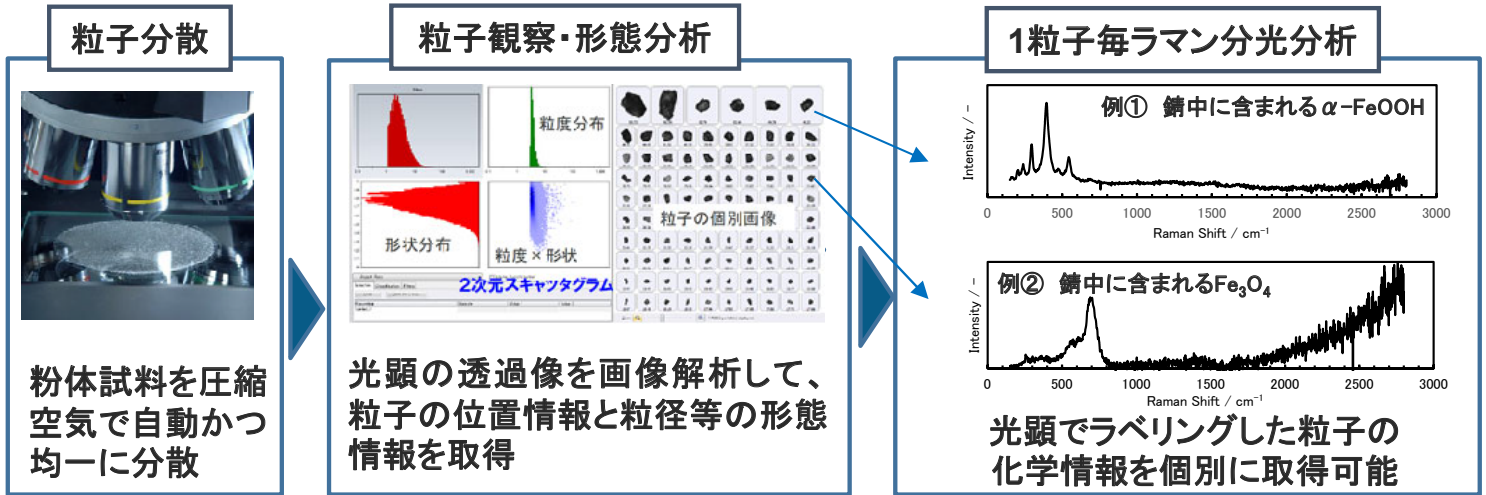 粒子分散
粉体試料を圧縮
空気で自動かつ
均一に分散
粒子観察・形態分析
粒度分布
形状分布
粒度×形状
2次元スキャッタグラム
粒子の個別画像
光顕の透過像を画像解析して、
粒子の位置情報と粒径等の形態
情報を取得
1粒子毎ラマン分光分析
例① 錆中に含まれるα-FeOOH
Intensity / -
0 500 1000 1500 2000 2500 3000
Raman Shift / cm⁻¹
例② 錆中に含まれるFe₃O₄
Intensity / -
0 500 1000 1500 2000 2500 3000
Raman Shift / cm⁻¹
光顕でラベリングした粒子の
化学情報を個別に取得可能